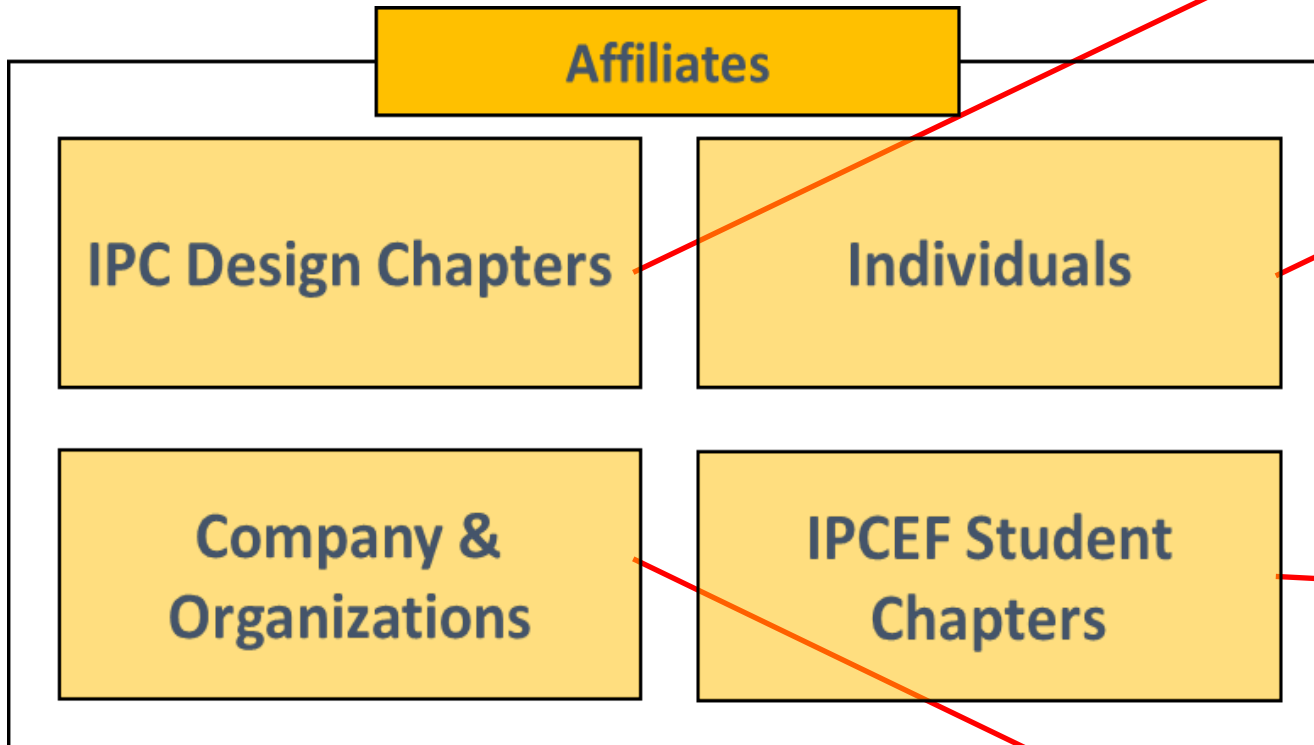 Affiliates
IPC Design Chapters
Individuals
Company &
Organizations
IPCEF Student
Chapters